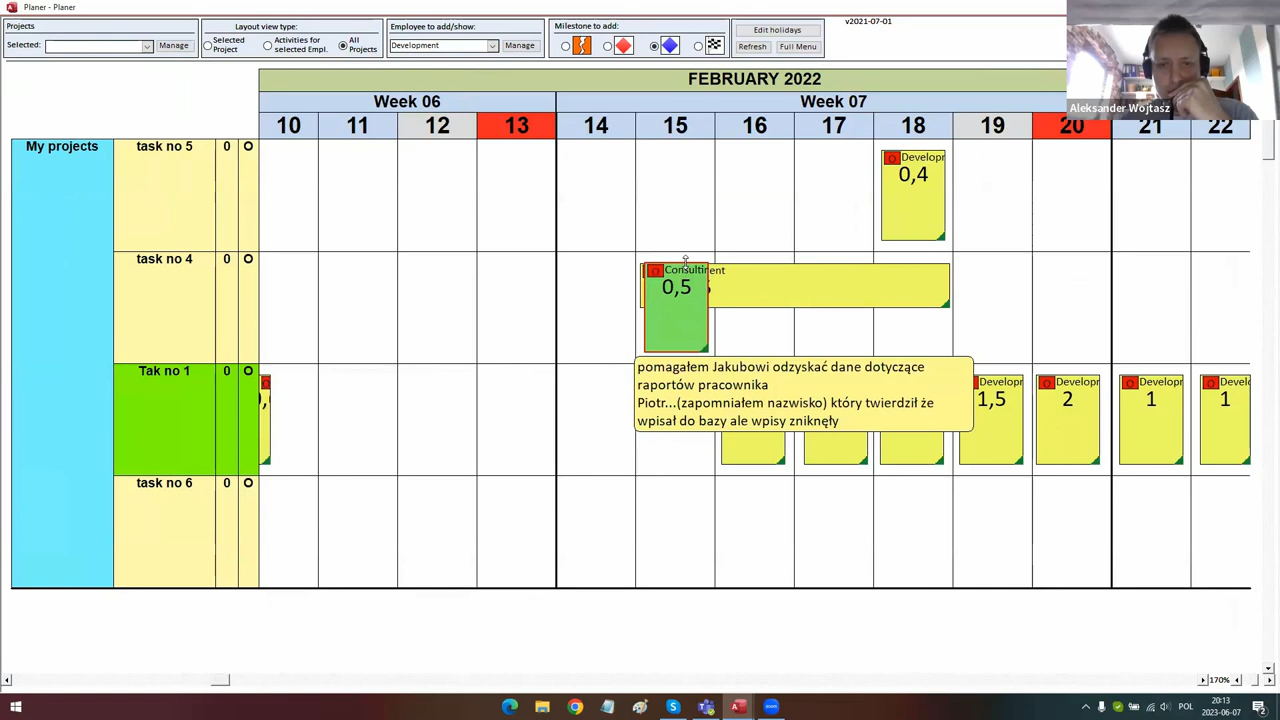 Planer - Planer
Projects
Selected:
Manage
Layout view type:
Selected Project
Activities for selected Empl.
All Projects
Employee to add/show:
Development
Manage
Milestone to add:
Edit holidays
Refresh
Full Menu
v2021-07-01
Aleksander Wojtasz
FEBRUARY 2022
Week 06
Week 07
10 11 12 13 14 15 16 17 18 19 20 21 22
My projects
task no 5 0 O
Developr
0,4
task no 4 0 O
Consultin
ent
0,5
pomagałem Jakubowi odzyskać dane dotyczące
raportów pracownika
Piotr...(zapomniałem nazwisko) który twierdził że
wpisał do bazy ale wpisy zniknęły
Tak no 1 0 O
Developr Developr Develo
1,5 2 1 1
task no 6 0 O
170%
POL
20:13
2023-06-07